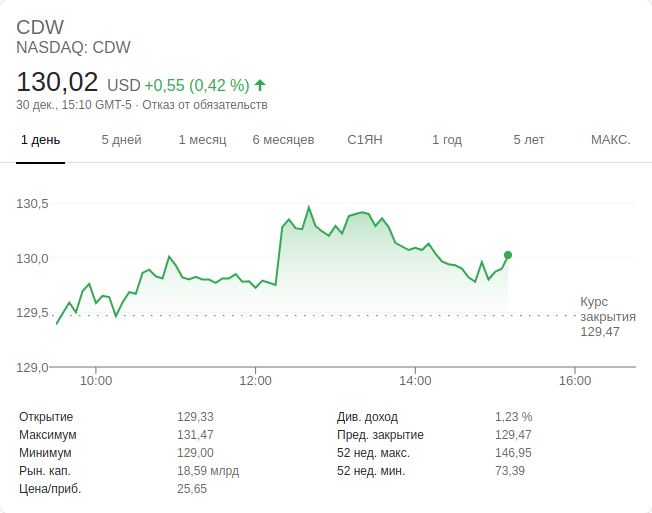 CDW
NASDAQ: CDW
130,02 USD +0,55 (0,42 %)
30 дек., 15:10 GMT-5 · Отказ от обязательств
1 день 5 дней 1 месяц 6 месяцев С1ЯН 1 год 5 лет МАКС.
130,5
130,0
129,5
129,0
Курс
закрытия
129,47
10:00 12:00 14:00 16:00
Открытие 129,33 Див. доход 1,23 %
Максимум 131,47 Пред. закрытие 129,47
Минимум 129,00 52 нед. макс. 146,95
Рын. кап. 18,59 млрд 52 нед. мин. 73,39
Цена/приб. 25,65